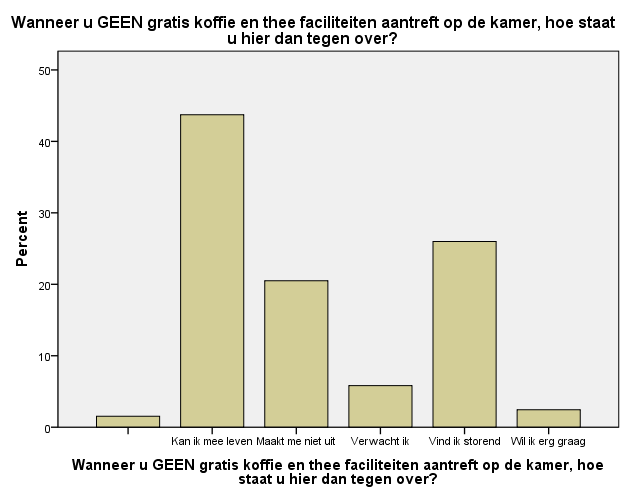 Wanneer u GEEN gratis koffie en thee faciliteiten aantreft op de kamer, hoe staat
u hier dan tegen over?
50
40
30
20
10
0
Percent
Kan ik mee leven Maakt me niet uit Verwacht ik Vind ik storend Wil ik erg graag
Wanneer u GEEN gratis koffie en thee faciliteiten aantreft op de kamer, hoe
staat u hier dan tegen over?